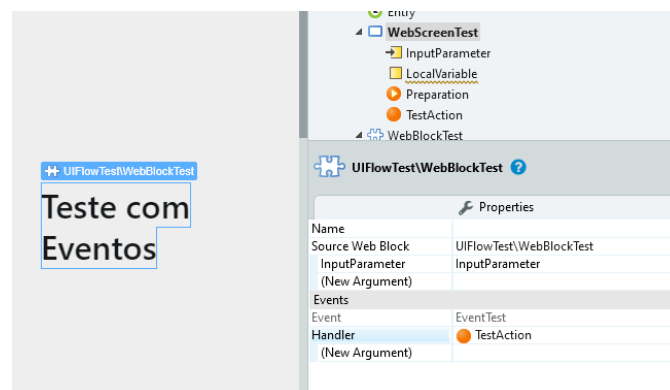 Entry
WebScreenTest
InputParameter
LocalVariable
Preparation
TestAction
WebBlockTest
UIFlowTest\WebBlockTest
Teste com
Eventos
UIFlowTest\WebBlockTest ?
Properties
Name
Source Web Block UIFlowTest\WebBlockTest
InputParameter InputParameter
(New Argument)
Events
Event EventTest
Handler TestAction
(New Argument)